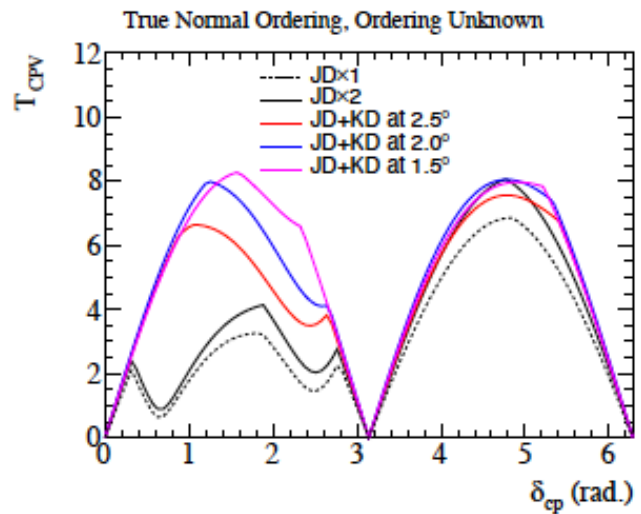 True Normal Ordering, Ordering Unknown
T_CPV
12
10
8
6
4
2
0
JD×1
JD×2
JD+KD at 2.5°
JD+KD at 2.0°
JD+KD at 1.5°
0 1 2 3 4 5 6
δ_cp (rad.)